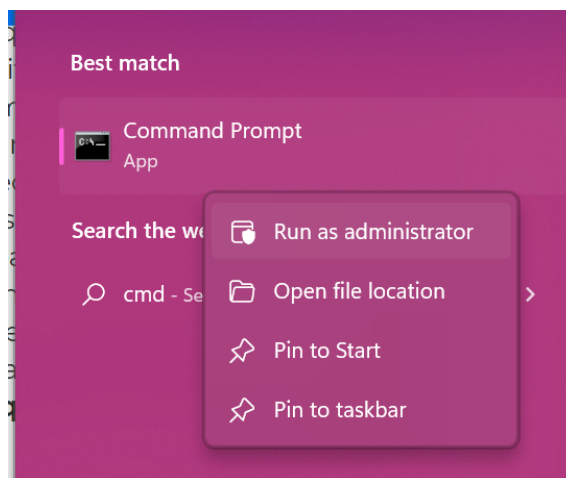 Best match
C:\_
Command Prompt
App
Search the we
Run as administrator
cmd - Se
Open file location
Pin to Start
Pin to taskbar